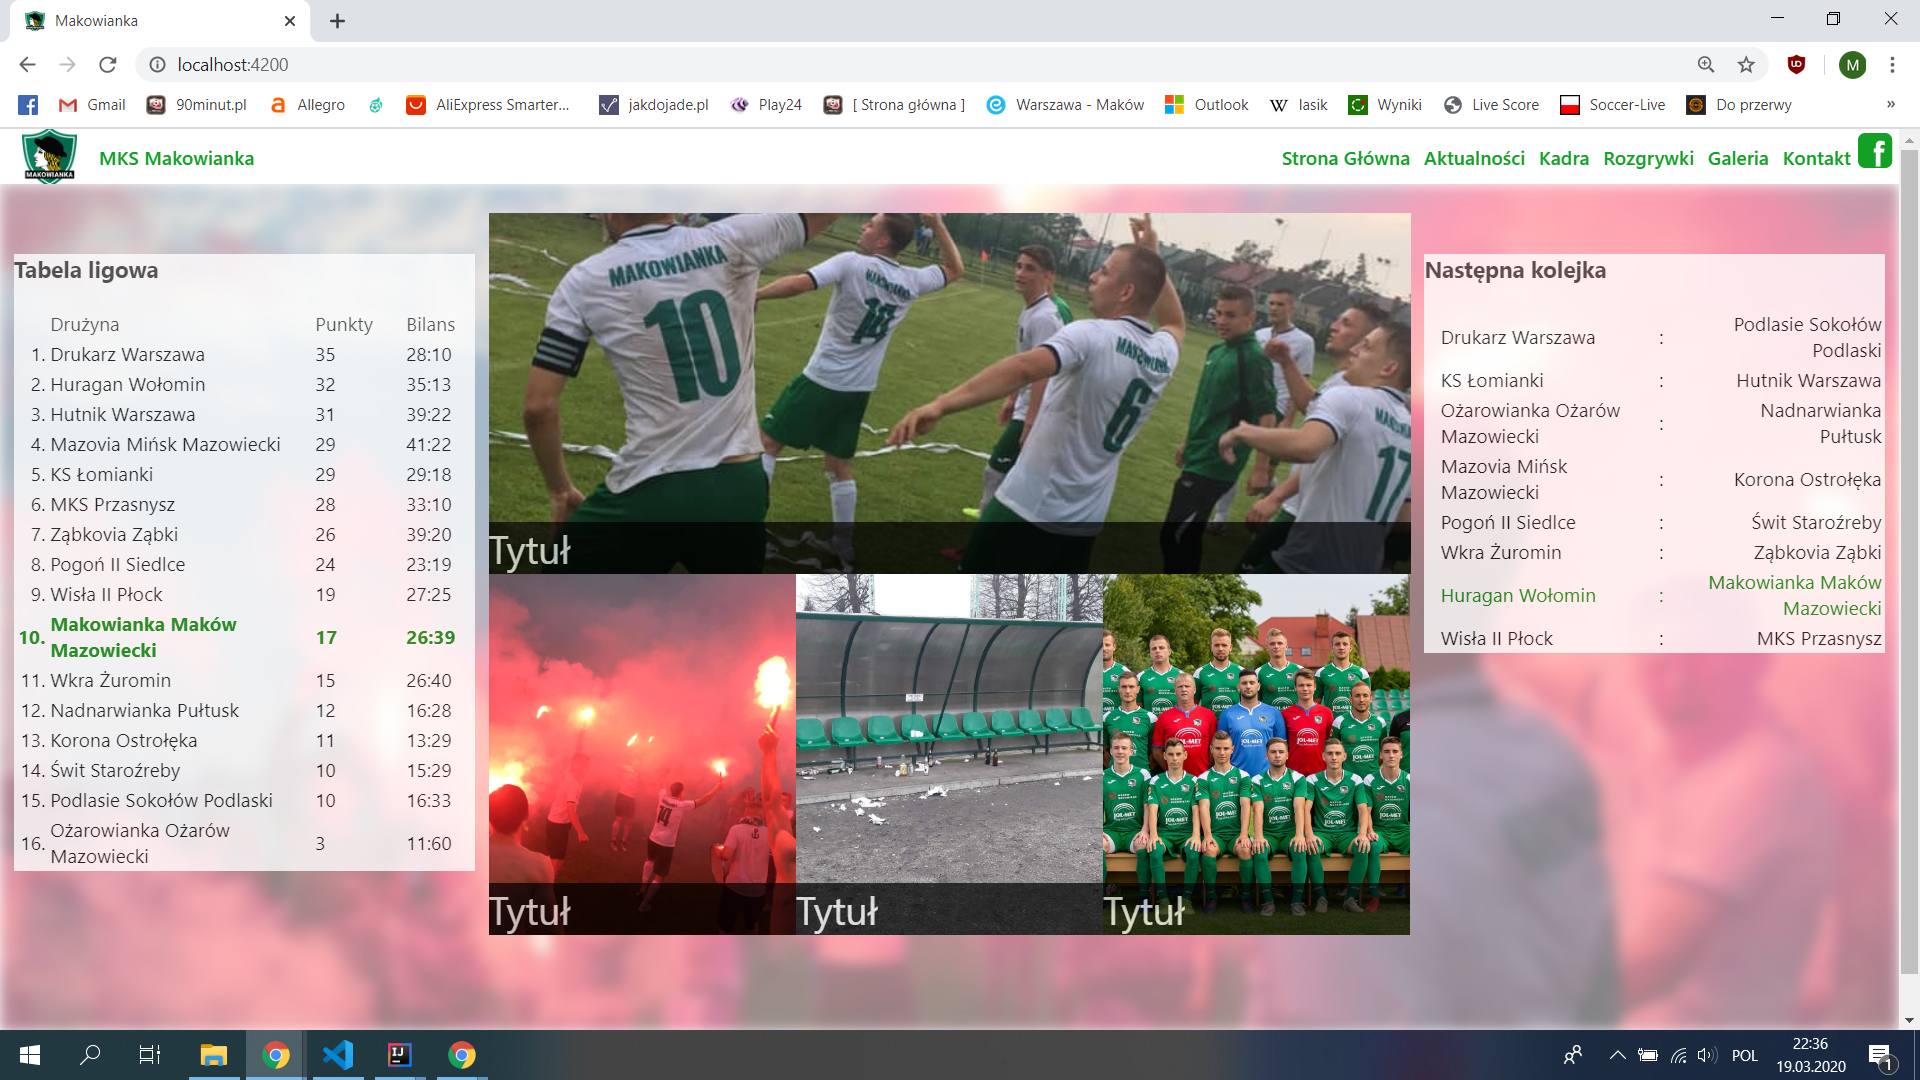 Makowianka
localhost:4200
Gmail 90minut.pl Allegro AliExpress Smarter... jakdojade.pl Play24 [ Strona główna ] Warszawa - Maków Outlook W lasik Wyniki Live Score Soccer-Live Do przerwy »
M
MAKOWIANKA
MKS Makowianka
Strona Główna Aktualności Kadra Rozgrywki Galeria Kontakt f
Tabela ligowa
Drużyna Punkty Bilans
1. Drukarz Warszawa 35 28:10
2. Huragan Wołomin 32 35:13
3. Hutnik Warszawa 31 39:22
4. Mazovia Mińsk Mazowiecki 29 41:22
5. KS Łomianki 29 29:18
6. MKS Przasnysz 28 33:10
7. Ząbkovia Ząbki 26 39:20
8. Pogoń II Siedlce 24 23:19
9. Wisła II Płock 19 27:25
10. Makowianka Maków Mazowiecki 17 26:39
11. Wkra Żuromin 15 26:40
12. Nadnarwianka Pułtusk 12 16:28
13. Korona Ostrołęka 11 13:29
14. Świt Staroźreby 10 15:29
15. Podlasie Sokołów Podlaski 10 16:33
16. Ożarowianka Ożarów Mazowiecki 3 11:60
MAKOWIANKA
10
14
6
17
Tytuł
14
JOL-MET
Tytuł
Tytuł
Tytuł
Następna kolejka
Drukarz Warszawa : Podlasie Sokołów Podlaski
KS Łomianki : Hutnik Warszawa
Ożarowianka Ożarów Mazowiecki : Nadnarwianka Pułtusk
Mazovia Mińsk Mazowiecki : Korona Ostrołęka
Pogoń II Siedlce : Świt Staroźreby
Wkra Żuromin : Ząbkovia Ząbki
Huragan Wołomin : Makowianka Maków Mazowiecki
Wisła II Płock : MKS Przasnysz
POL
22:36
19.03.2020
1